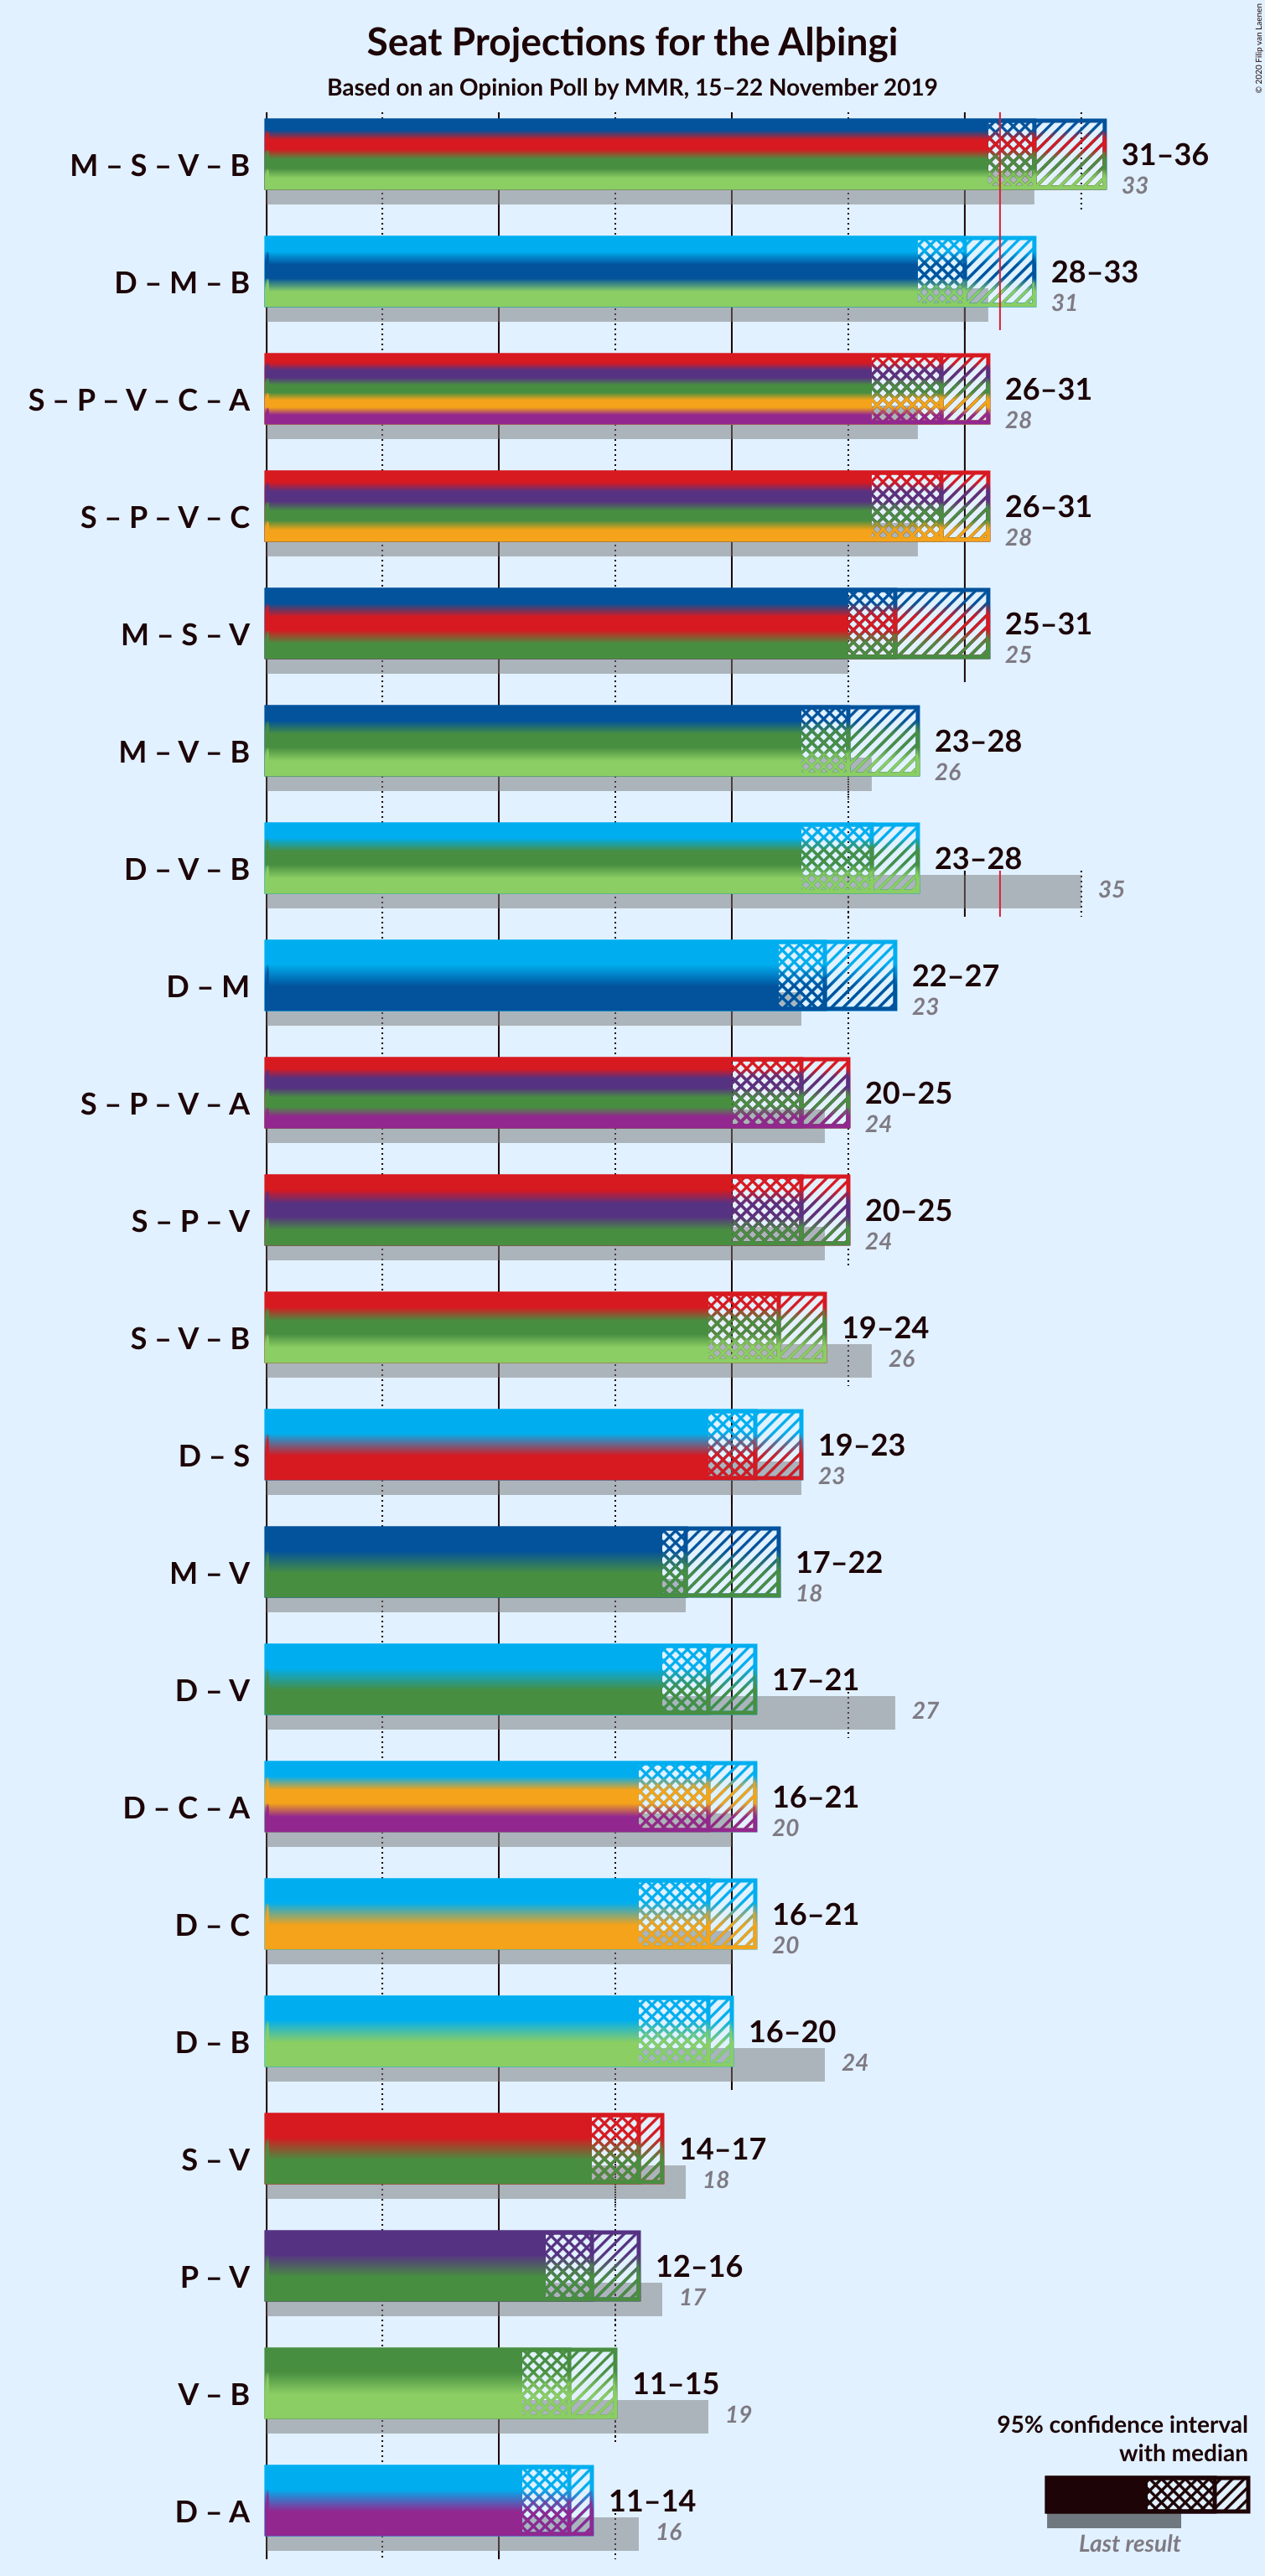 Seat Projections for the Alþingi
Based on an Opinion Poll by MMR, 15–22 November 2019
© 2020 Filip van Laenen
M – S – V – B
31–36
33
D – M – B
28–33
31
S – P – V – C – A
26–31
28
S – P – V – C
26–31
28
M – S – V
25–31
25
M – V – B
23–28
26
D – V – B
23–28
35
D – M
22–27
23
S – P – V – A
20–25
24
S – P – V
20–25
24
S – V – B
19–24
26
D – S
19–23
23
M – V
17–22
18
D – V
17–21
27
D – C – A
16–21
20
D – C
16–21
20
D – B
16–20
24
S – V
14–17
18
P – V
12–16
17
V – B
11–15
19
D – A
11–14
16
95% confidence interval
with median
Last result